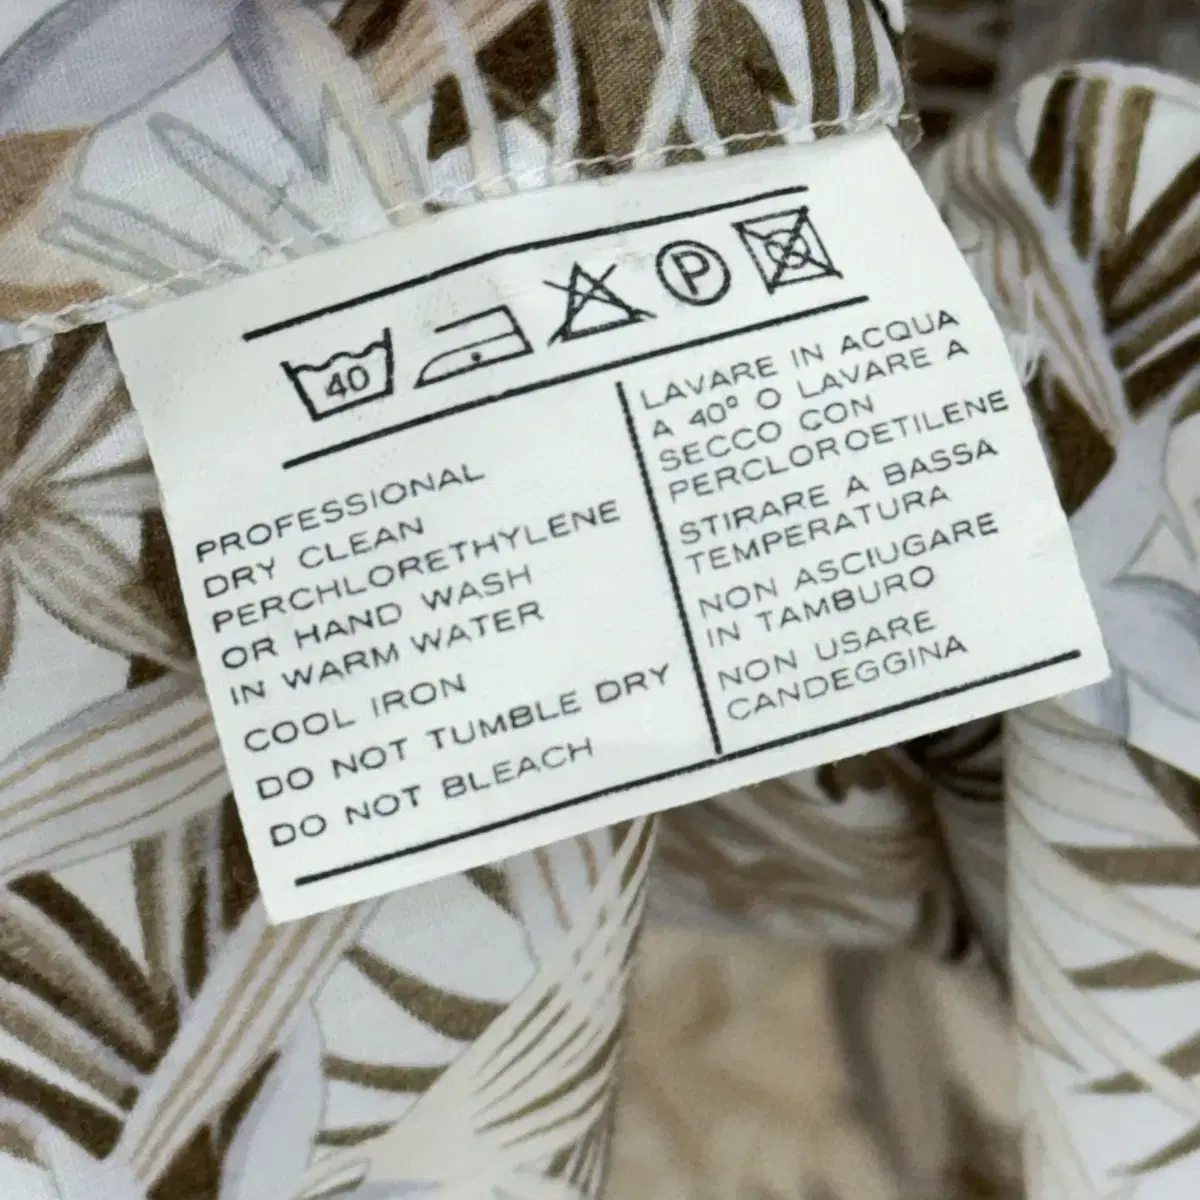 40
P
PROFESSIONAL
DRY CLEAN
PERCHLORETHYLENE
OR HAND WASH
IN WARM WATER
COOL IRON
DO NOT TUMBLE DRY
DO NOT BLEACH
LAVARE IN ACQUA
A 40° O LAVARE A
SECCO CON
PERCLOROETILENE
STIRARE A BASSA
TEMPERATURA
NON ASCIUGARE
IN TAMBURO
NON USARE
CANDEGGINA